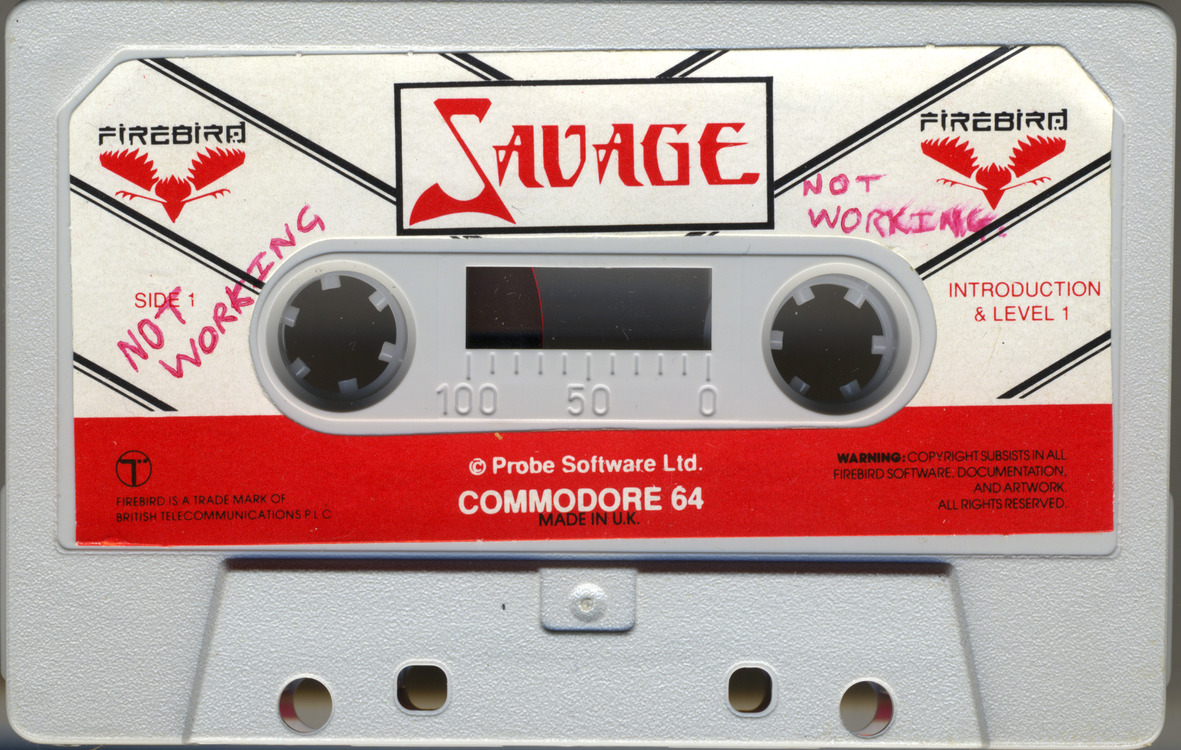 SAVAGE
FIREBIRD
FIREBIRD
NOT
WORKING
NOT
WORKING.
SIDE 1
INTRODUCTION
& LEVEL 1
100 50 0
© Probe Software Ltd.
COMMODORE 64
MADE IN U.K.
FIREBIRD IS A TRADE MARK OF
BRITISH TELECOMMUNICATIONS P L C
WARNING: COPYRIGHT SUBSISTS IN ALL
FIREBIRD SOFTWARE, DOCUMENTATION,
AND ARTWORK.
ALL RIGHTS RESERVED.